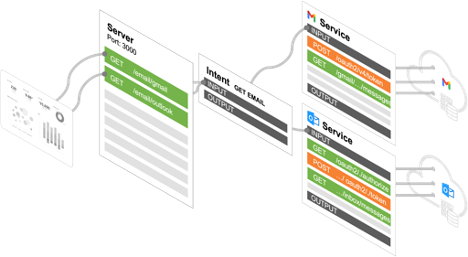 Server
Port: 3000
GET /email/gmail
GET /email/outlook
Intent GET EMAIL
INPUT
OUTPUT
Service
INPUT
POST /oauth2/v4/token
GET /gmail/.../messages
OUTPUT
Service
INPUT
GET /oauth2/../authorize
POST .../ oauth2/ /token
GET .../inbox/messages
OUTPUT